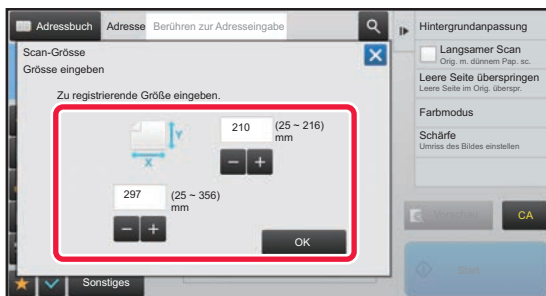 Adressbuch
Adresse
Berühren zur Adresseingabe
Scan-Grösse
Grösse eingeben
Zu registrierende Größe eingeben.
Y
X
210
(25 ~ 216)
mm
297
(25 ~ 356)
mm
OK
Sonstiges
Hintergrundanpassung
Langsamer Scan
Orig. m. dünnem Pap. sc.
Leere Seite überspringen
Leere Seite im Orig. überspr.
Farbmodus
Schärfe
Umriss des Bildes einstellen
Vorschau
CA
Start